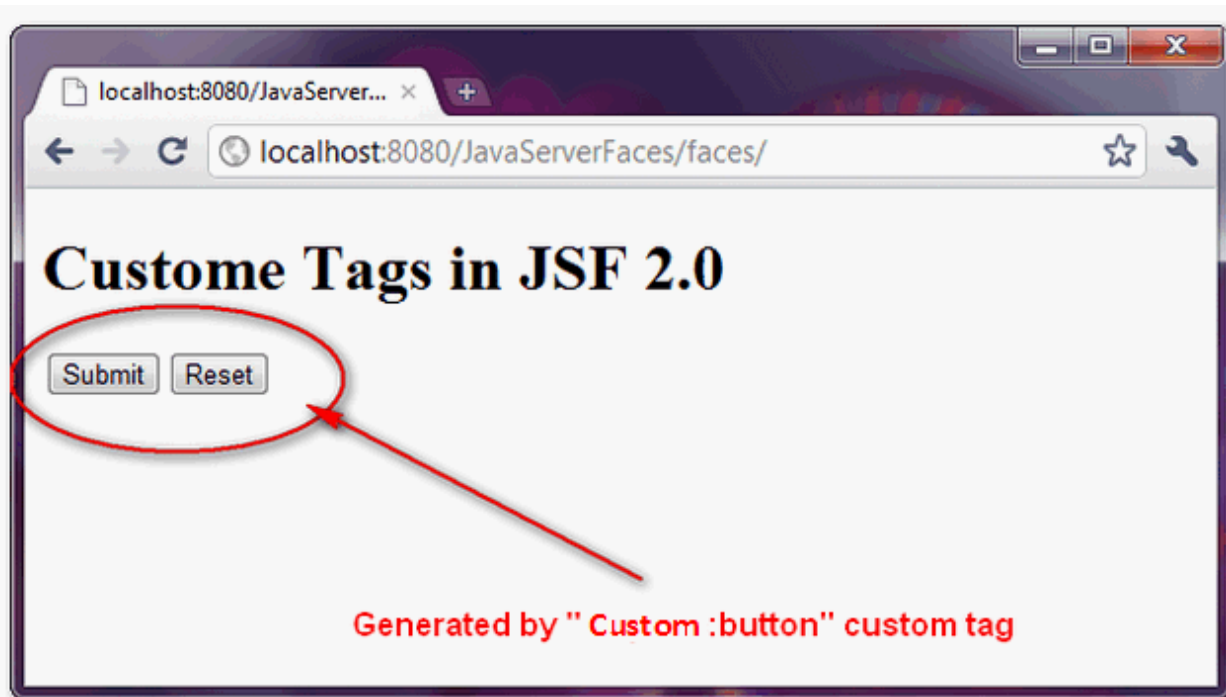 localhost:8080/JavaServer...
localhost:8080/JavaServerFaces/faces/
Custome Tags in JSF 2.0
Submit Reset
Generated by " Custom :button" custom tag